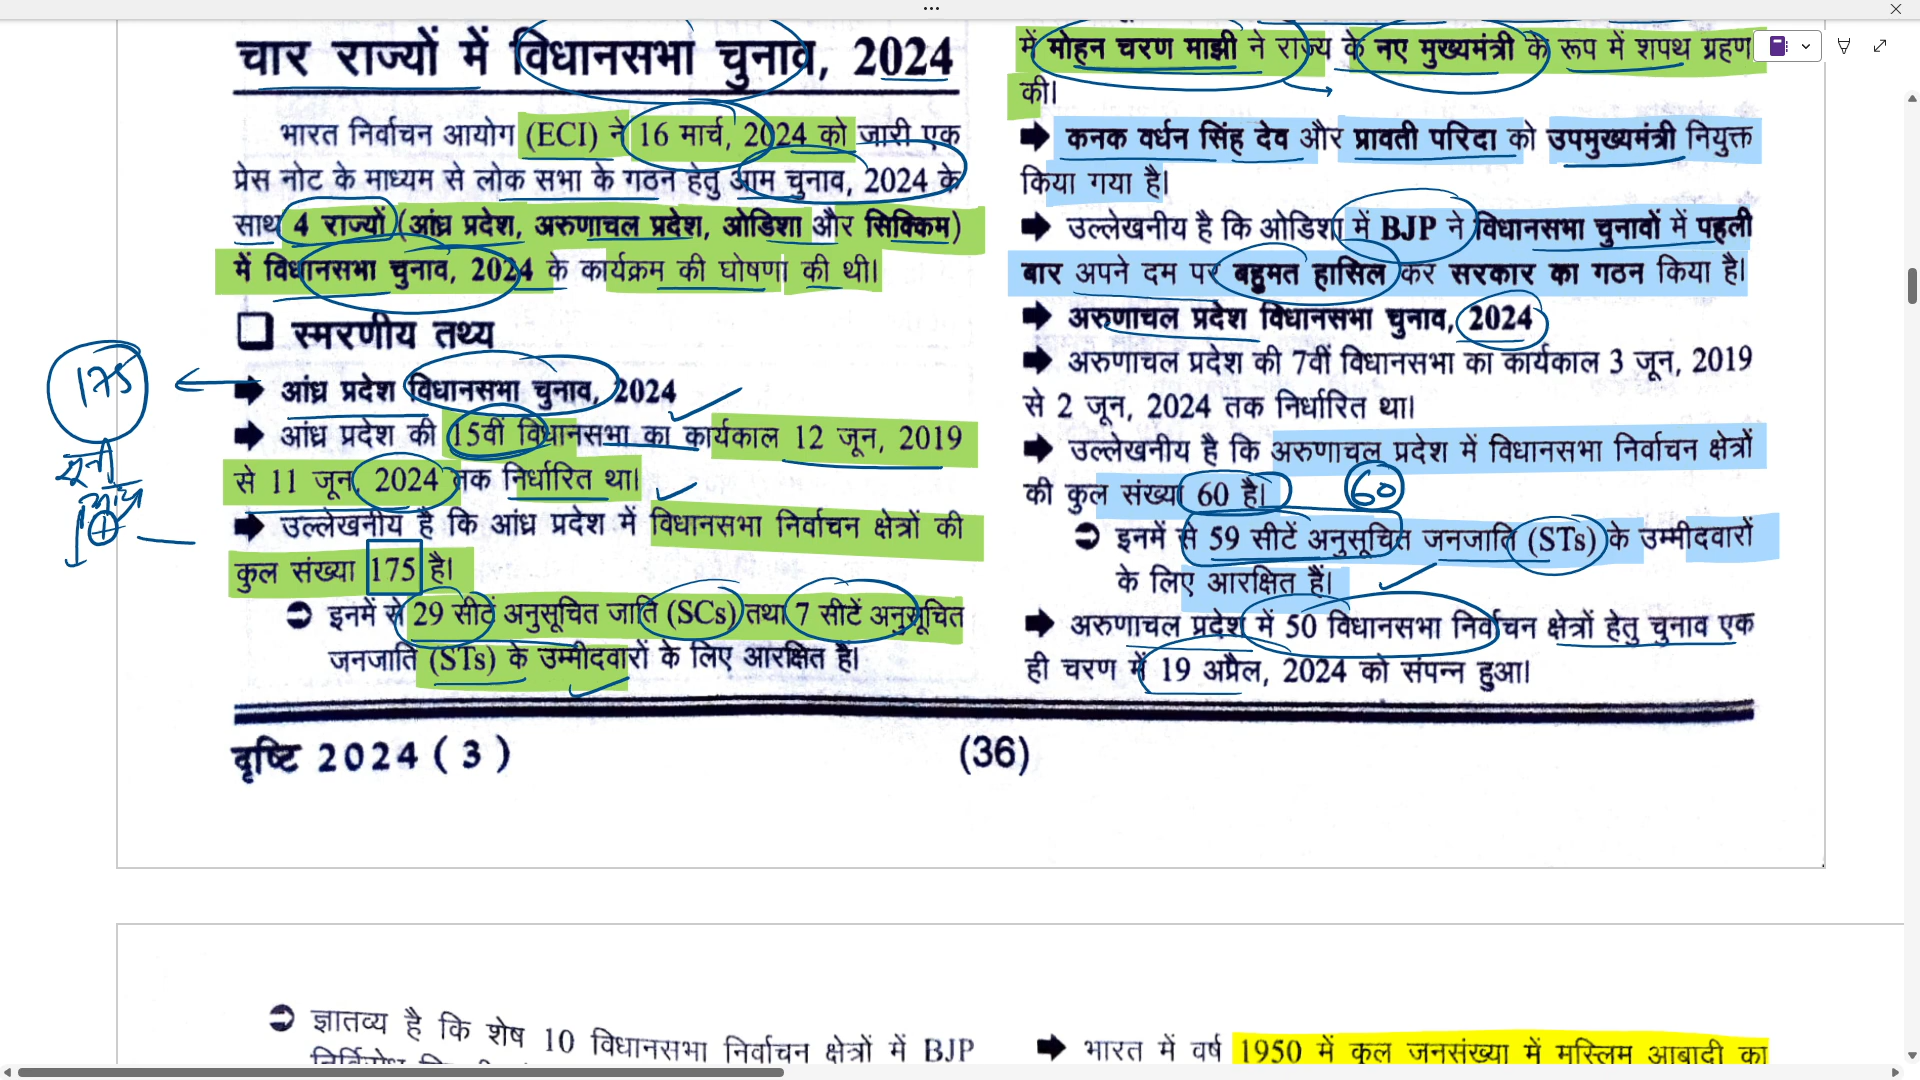 चार राज्यों में विधानसभा चुनाव, 2024
भारत निर्वाचन आयोग (ECI) ने 16 मार्च, 2024 को जारी एक
प्रेस नोट के माध्यम से लोक सभा के गठन हेतु आम चुनाव, 2024 के
साथ 4 राज्यों (आंध्र प्रदेश, अरुणाचल प्रदेश, ओडिशा और सिक्किम)
में विधानसभा चुनाव, 2024 के कार्यक्रम की घोषणा की थी।
स्मरणीय तथ्य
175
आंध्र प्रदेश विधानसभा चुनाव, 2024
आंध्र प्रदेश की 15वीं विधानसभा का कार्यकाल 12 जून, 2019
से 11 जून, 2024 तक निर्धारित था।
उल्लेखनीय है कि आंध्र प्रदेश में विधानसभा निर्वाचन क्षेत्रों की
कुल संख्या 175 है।
इनमें से 29 सीटें अनुसूचित जाति (SCs) तथा 7 सीटें अनुसूचित
जनजाति (STs) के उम्मीदवारों के लिए आरक्षित है।
दृष्टि 2024 ( 3 )
(36)
में मोहन चरण माझी ने राज्य के नए मुख्यमंत्री के रूप में शपथ ग्रहण
की।
कनक वर्धन सिंह देव और प्रावती परिदा को उपमुख्यमंत्री नियुक्त
किया गया है।
उल्लेखनीय है कि ओडिशा में BJP ने विधानसभा चुनावों में पहली
बार अपने दम पर बहुमत हासिल कर सरकार का गठन किया है।
अरुणाचल प्रदेश विधानसभा चुनाव, 2024
अरुणाचल प्रदेश की 7वीं विधानसभा का कार्यकाल 3 जून, 2019
से 2 जून, 2024 तक निर्धारित था।
उल्लेखनीय है कि अरुणाचल प्रदेश में विधानसभा निर्वाचन क्षेत्रों
की कुल संख्या 60 है। 60
इनमें से 59 सीटें अनुसूचित जनजाति (STs) के उम्मीदवारों
के लिए आरक्षित हैं।
अरुणाचल प्रदेश में 50 विधानसभा निर्वाचन क्षेत्रों हेतु चुनाव एक
ही चरण में 19 अप्रैल, 2024 को संपन्न हुआ।
ज्ञातव्य है कि शेष 10 विधानसभा निर्वाचन क्षेत्रों में BJP
भारत में वर्ष 1950 में कुल जनसंख्या में मुस्लिम आबादी का